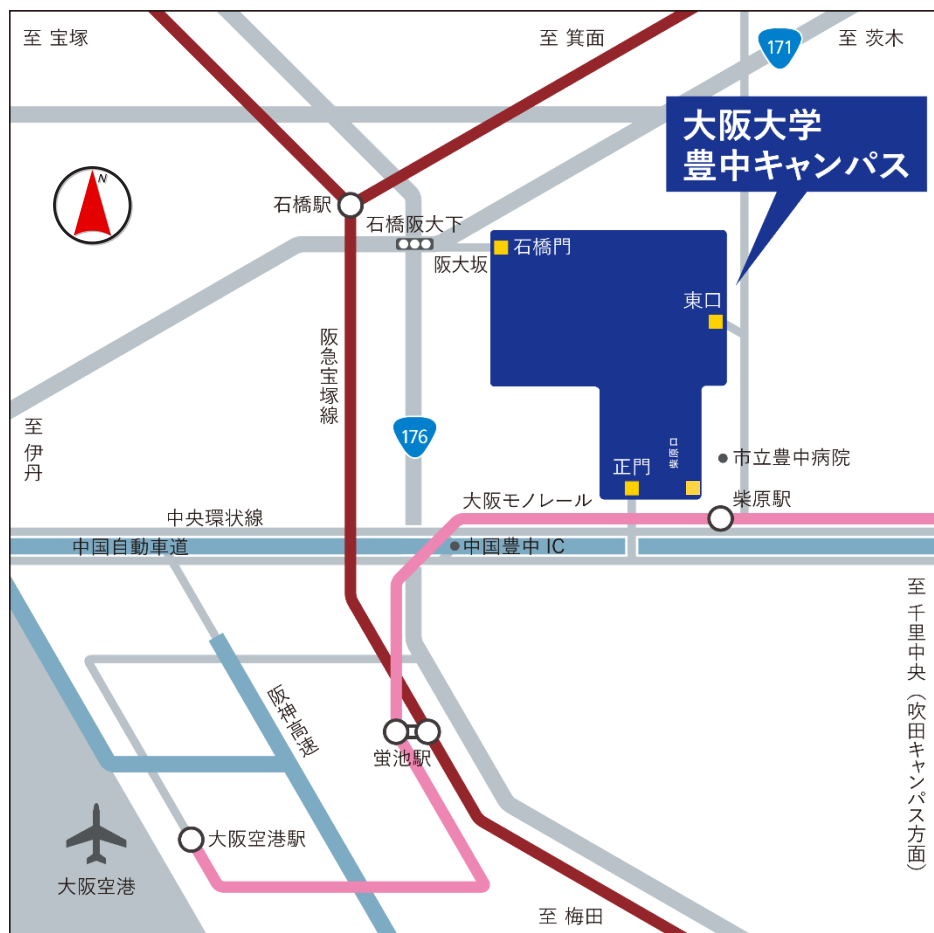 至 宝塚
至 箕面
171
至 茨木
大阪大学
豊中キャンパス
N
石橋駅
石橋阪大下
阪大坂
石橋門
東口
阪急宝塚線
至 伊丹
176
正門
柴原口
市立豊中病院
大阪モノレール
柴原駅
中央環状線
中国自動車道
中国豊中 IC
至 千里中央（吹田キャンパス方面）
阪神高速
蛍池駅
大阪空港駅
大阪空港
至 梅田